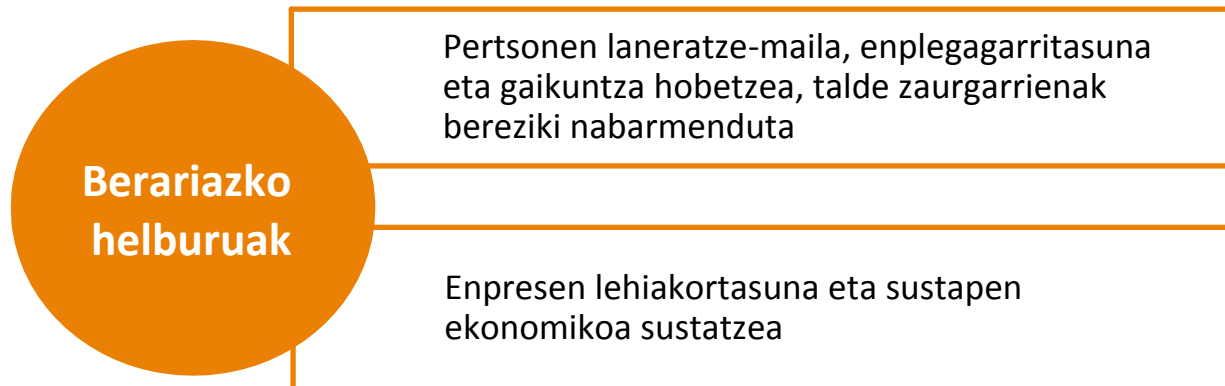 Berariazko
helburuak
Pertsonen laneratze-maila, enplegagarritasuna
eta gaikuntza hobetzea, talde zaurgarrienak
bereziki nabarmenduta
Enpresen lehiakortasuna eta sustapen
ekonomikoa sustatzea